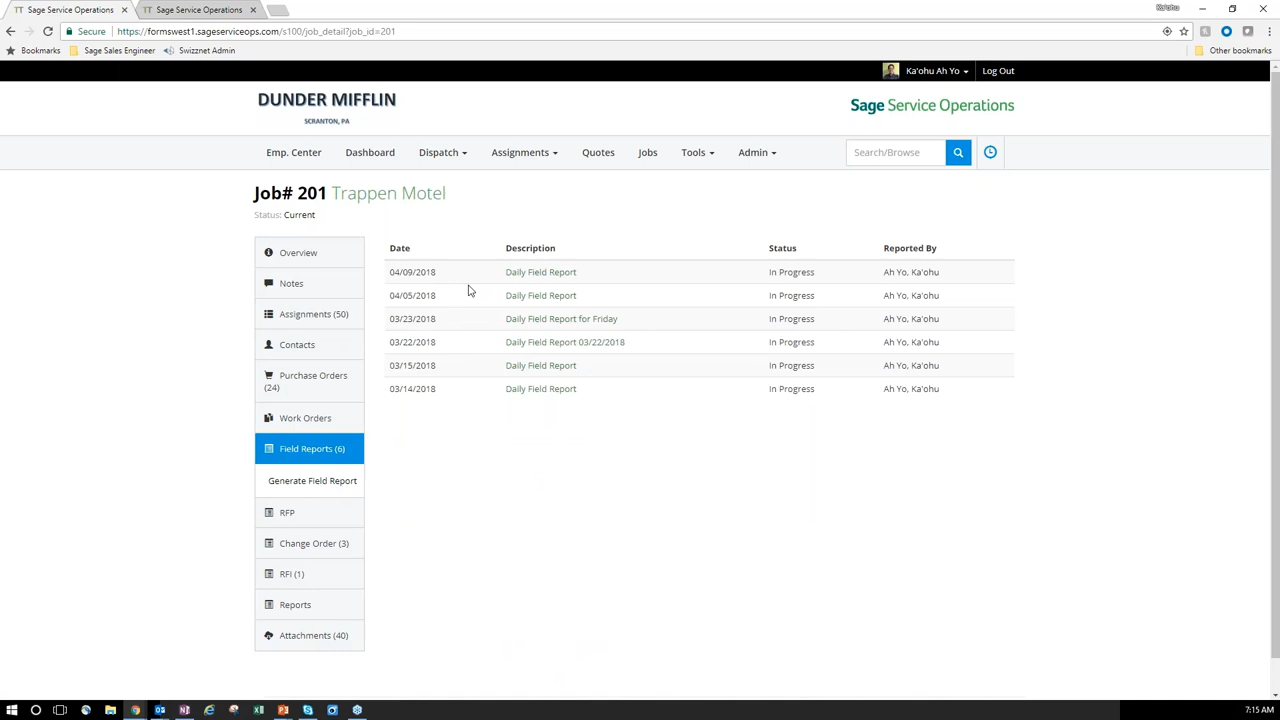 Sage Service Operations
Sage Service Operations
Ka'ohu
Secure https://formswest1.sageserviceops.com/s100/job_detail?job_id=201
Bookmarks Sage Sales Engineer Swizznet Admin Other bookmarks
Ka'ohu Ah Yo Log Out
DUNDER MIFFLIN
SCRANTON, PA
Sage Service Operations
Emp. Center Dashboard Dispatch Assignments Quotes Jobs Tools Admin Search/Browse
Job# 201 Trappen Motel
Status: Current
Overview
Notes
Assignments (50)
Contacts
Purchase Orders
(24)
Work Orders
Field Reports (6)
Generate Field Report
RFP
Change Order (3)
RFI (1)
Reports
Attachments (40)
Date Description Status Reported By
04/09/2018 Daily Field Report In Progress Ah Yo, Ka'ohu
04/05/2018 Daily Field Report In Progress Ah Yo, Ka'ohu
03/23/2018 Daily Field Report for Friday In Progress Ah Yo, Ka'ohu
03/22/2018 Daily Field Report 03/22/2018 In Progress Ah Yo, Ka'ohu
03/15/2018 Daily Field Report In Progress Ah Yo, Ka'ohu
03/14/2018 Daily Field Report In Progress Ah Yo, Ka'ohu
7:15 AM